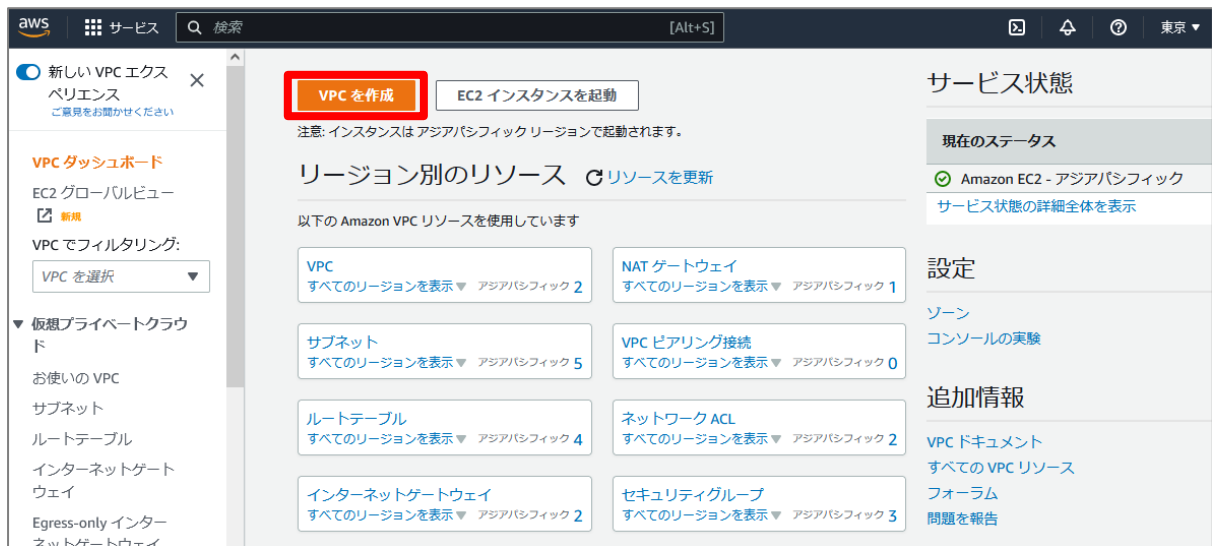 aws
サービス
検索
[Alt+S]
東京 ▼
新しい VPC エクス
ペリエンス
ご意見をお聞かせください
VPC ダッシュボード
EC2 グローバルビュー
新規
VPC でフィルタリング:
VPC を選択 ▼
▼ 仮想プライベートクラウ
ド
お使いの VPC
サブネット
ルートテーブル
インターネットゲート
ウェイ
Egress-only インター
ネットゲートウェイ
VPC を作成
EC2 インスタンスを起動
注意: インスタンスは アジアパシフィック リージョンで起動されます。
リージョン別のリソース
リソースを更新
以下の Amazon VPC リソースを使用しています
VPC
すべてのリージョンを表示 ▼ アジアパシフィック 2
NAT ゲートウェイ
すべてのリージョンを表示 ▼ アジアパシフィック 1
サブネット
すべてのリージョンを表示 ▼ アジアパシフィック 5
VPC ピアリング接続
すべてのリージョンを表示 ▼ アジアパシフィック 0
ルートテーブル
すべてのリージョンを表示 ▼ アジアパシフィック 4
ネットワーク ACL
すべてのリージョンを表示 ▼ アジアパシフィック 2
インターネットゲートウェイ
すべてのリージョンを表示 ▼ アジアパシフィック 2
セキュリティグループ
すべてのリージョンを表示 ▼ アジアパシフィック 3
サービス状態
現在のステータス
Amazon EC2 - アジアパシフィック
サービス状態の詳細全体を表示
設定
ゾーン
コンソールの実験
追加情報
VPC ドキュメント
すべての VPC リソース
フォーラム
問題を報告